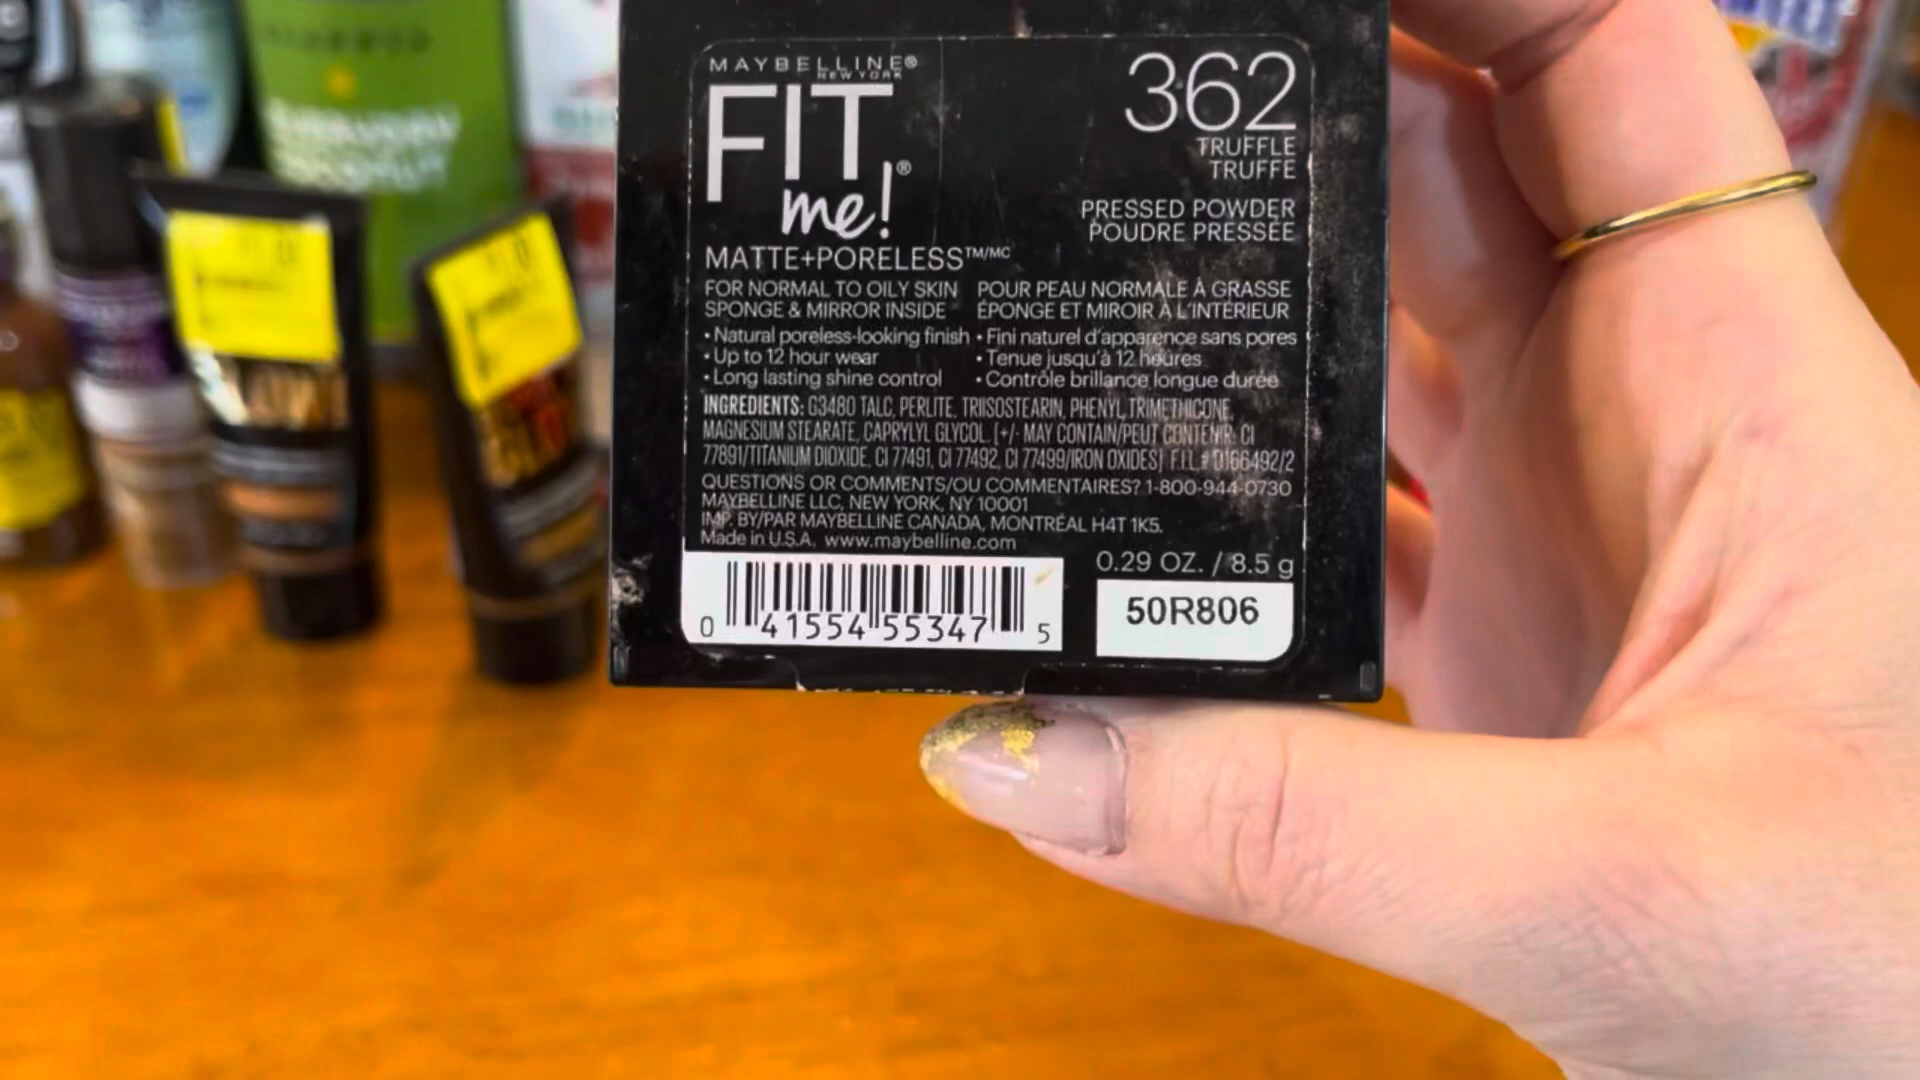 MAYBELLINE®
NEW YORK
FIT
me!®
MATTE+PORELESS™/MC
362
TRUFFLE
TRUFFE
PRESSED POWDER
POUDRE PRESSÉE
FOR NORMAL TO OILY SKIN
SPONGE & MIRROR INSIDE
• Natural poreless-looking finish
• Up to 12 hour wear
• Long lasting shine control
POUR PEAU NORMALE À GRASSE
ÉPONGE ET MIROIR À L'INTÉRIEUR
• Fini naturel d'apparence sans pores
• Tenue jusqu'à 12 heures
• Contrôle brillance longue durée
INGREDIENTS: G3480 TALC, PERLITE, TRIISOSTEARIN, PHENYL TRIMETHICONE,
MAGNESIUM STEARATE, CAPRYLYL GLYCOL. [+/- MAY CONTAIN/PEUT CONTENIR: CI
77891/TITANIUM DIOXIDE, CI 77491, CI 77492, CI 77499/IRON OXIDES] F.I.L.# D166492/2
QUESTIONS OR COMMENTS/OU COMMENTAIRES? 1-800-944-0730
MAYBELLINE LLC, NEW YORK, NY 10001
IMP. BY/PAR MAYBELLINE CANADA, MONTRÉAL H4T 1K5.
Made in U.S.A. www.maybelline.com
0.29 OZ. / 8.5 g
0 41554 55347 5
50R806